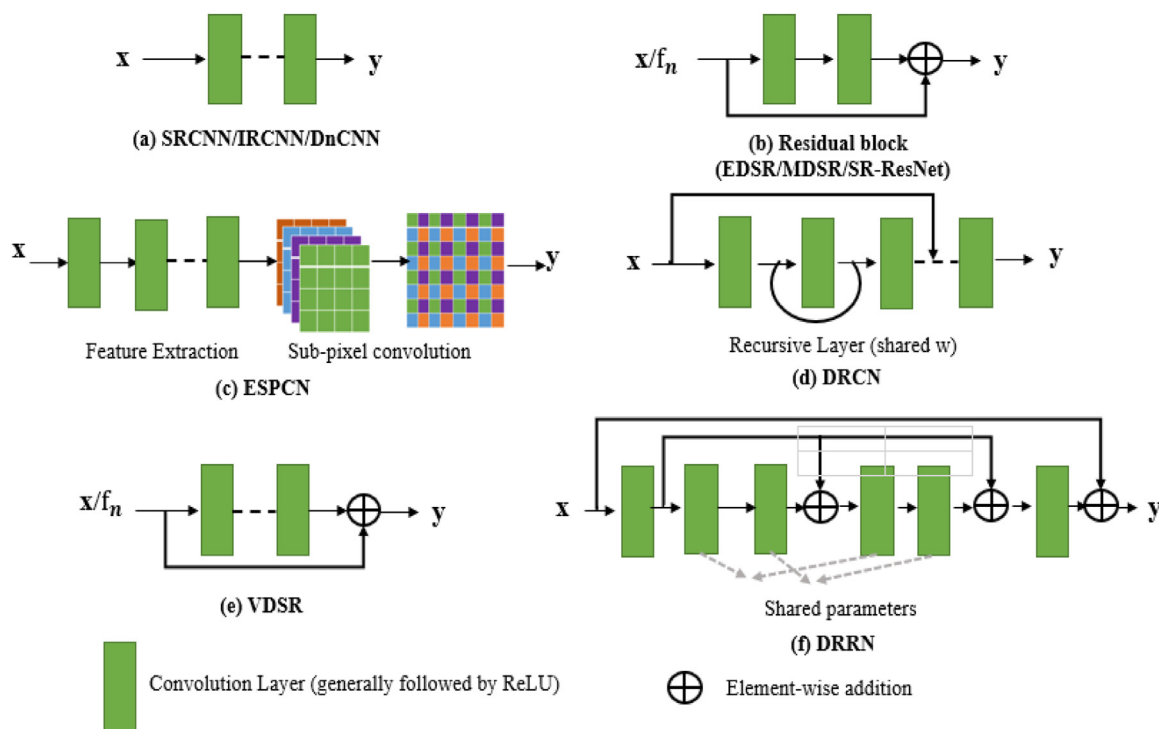 x
y
(a) SRCNN/IRCNN/DnCNN
x/fₙ
y
(b) Residual block
(EDSR/MDSR/SR-ResNet)
x
y
Feature Extraction
Sub-pixel convolution
(c) ESPCN
x
y
Recursive Layer (shared w)
(d) DRCN
x/fₙ
y
(e) VDSR
x
y
Shared parameters
(f) DRRN
Convolution Layer (generally followed by ReLU)
Element-wise addition